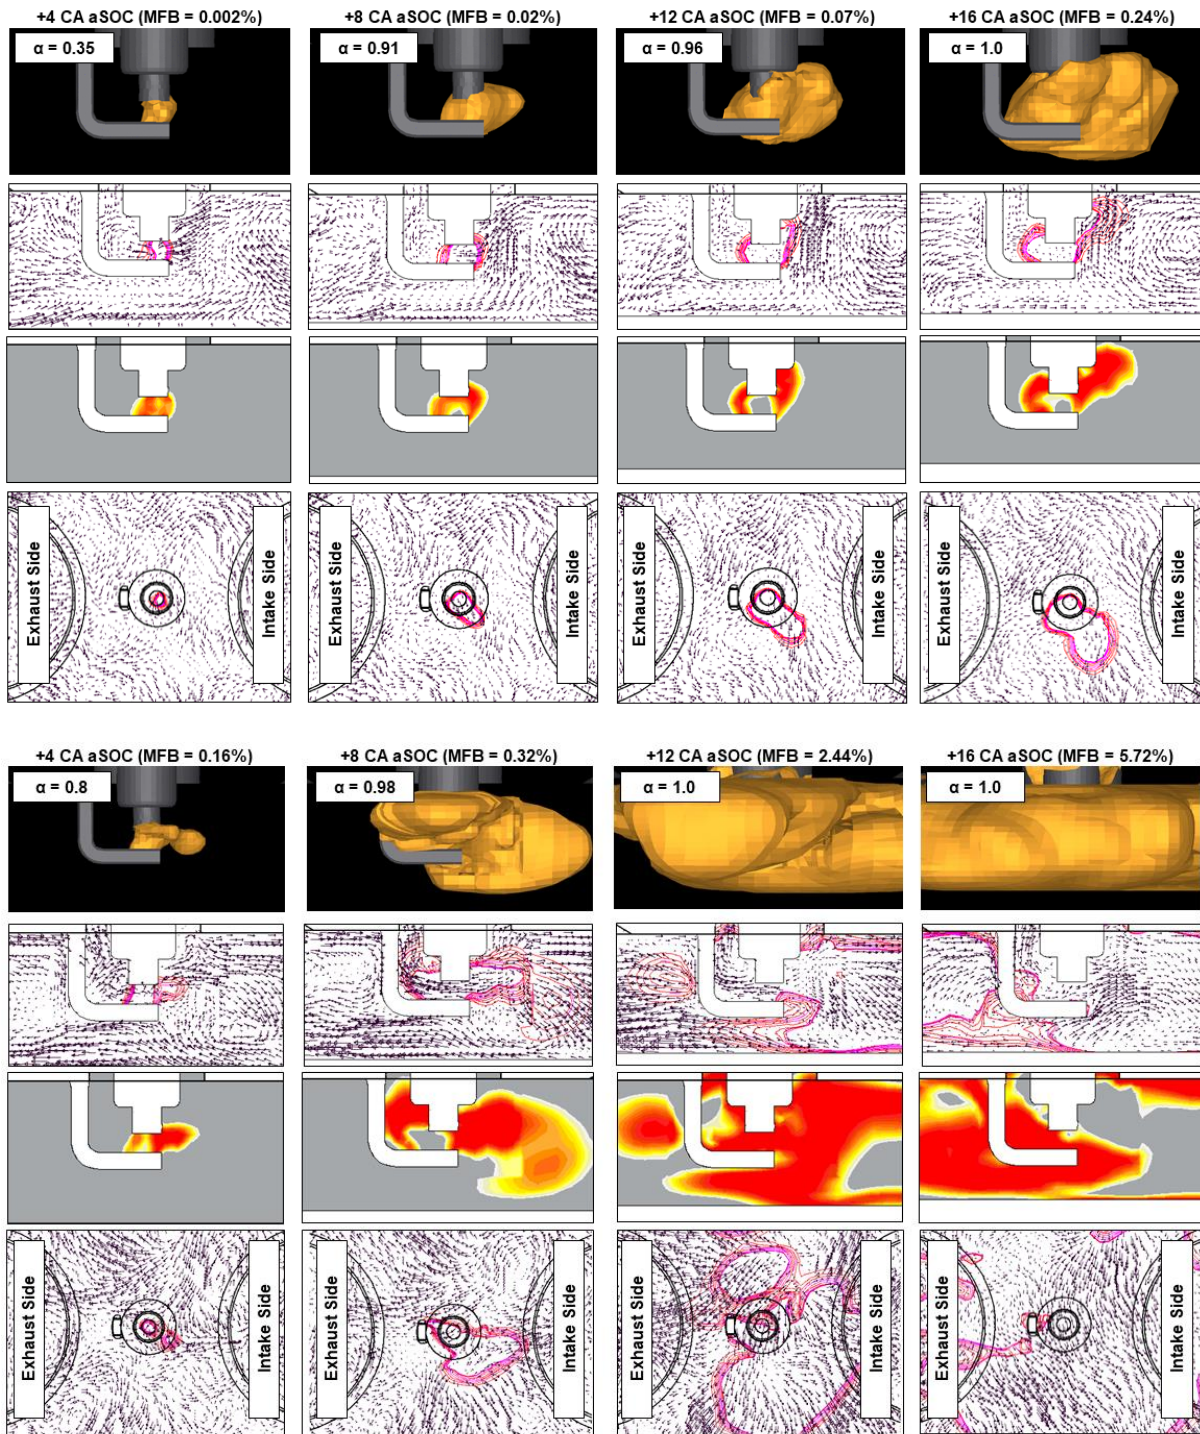 +4 CA aSOC (MFB = 0.002%)
+8 CA aSOC (MFB = 0.02%)
+12 CA aSOC (MFB = 0.07%)
+16 CA aSOC (MFB = 0.24%)
α = 0.35
α = 0.91
α = 0.96
α = 1.0
Exhaust Side
Intake Side
Exhaust Side
Intake Side
Exhaust Side
Intake Side
Exhaust Side
Intake Side
+4 CA aSOC (MFB = 0.16%)
+8 CA aSOC (MFB = 0.32%)
+12 CA aSOC (MFB = 2.44%)
+16 CA aSOC (MFB = 5.72%)
α = 0.8
α = 0.98
α = 1.0
α = 1.0
Exhaust Side
Intake Side
Exhaust Side
Intake Side
Exhaust Side
Intake Side
Exhaust Side
Intake Side